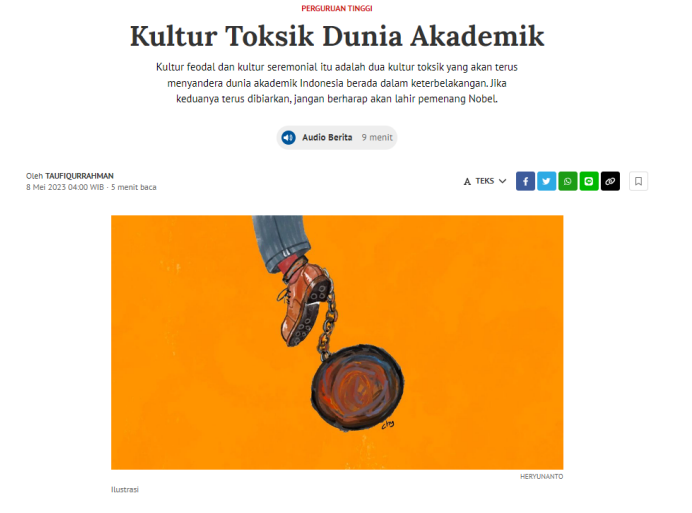 PERGURUAN TINGGI
Kultur Toksik Dunia Akademik
Kultur feodal dan kultur seremonial itu adalah dua kultur toksik yang akan terus
menyandera dunia akademik Indonesia berada dalam keterbelakangan. Jika
keduanya terus dibiarkan, jangan berharap akan lahir pemenang Nobel.
Audio Berita 9 menit
Oleh TAUFIQURRAHMAN
8 Mei 2023 04:00 WIB · 5 menit baca
A TEKS
HERYUNANTO
Ilustrasi